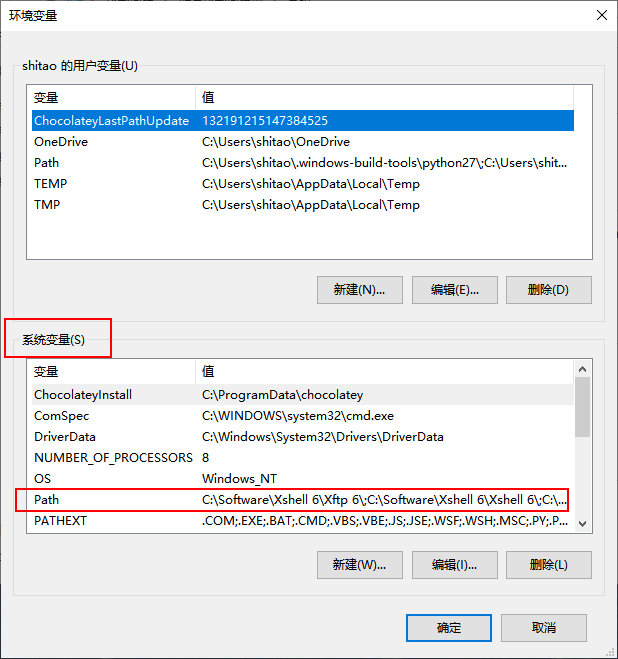 环境变量
shitao 的用户变量(U)
变量 值
ChocolateyLastPathUpdate 132191215147384525
OneDrive C:\Users\shitao\OneDrive
Path C:\Users\shitao\.windows-build-tools\python27\;C:\Users\shit...
TEMP C:\Users\shitao\AppData\Local\Temp
TMP C:\Users\shitao\AppData\Local\Temp
新建(N)... 编辑(E)... 删除(D)
系统变量(S)
变量 值
ChocolateyInstall C:\ProgramData\chocolatey
ComSpec C:\WINDOWS\system32\cmd.exe
DriverData C:\Windows\System32\Drivers\DriverData
NUMBER_OF_PROCESSORS 8
OS Windows_NT
Path C:\Software\Xshell 6\Xftp 6\;C:\Software\Xshell 6\Xshell 6\;C:\...
PATHEXT .COM;.EXE;.BAT;.CMD;.VBS;.VBE;.JS;.JSE;.WSF;.WSH;.MSC;.PY;.P...
新建(W)... 编辑(I)... 删除(L)
确定 取消